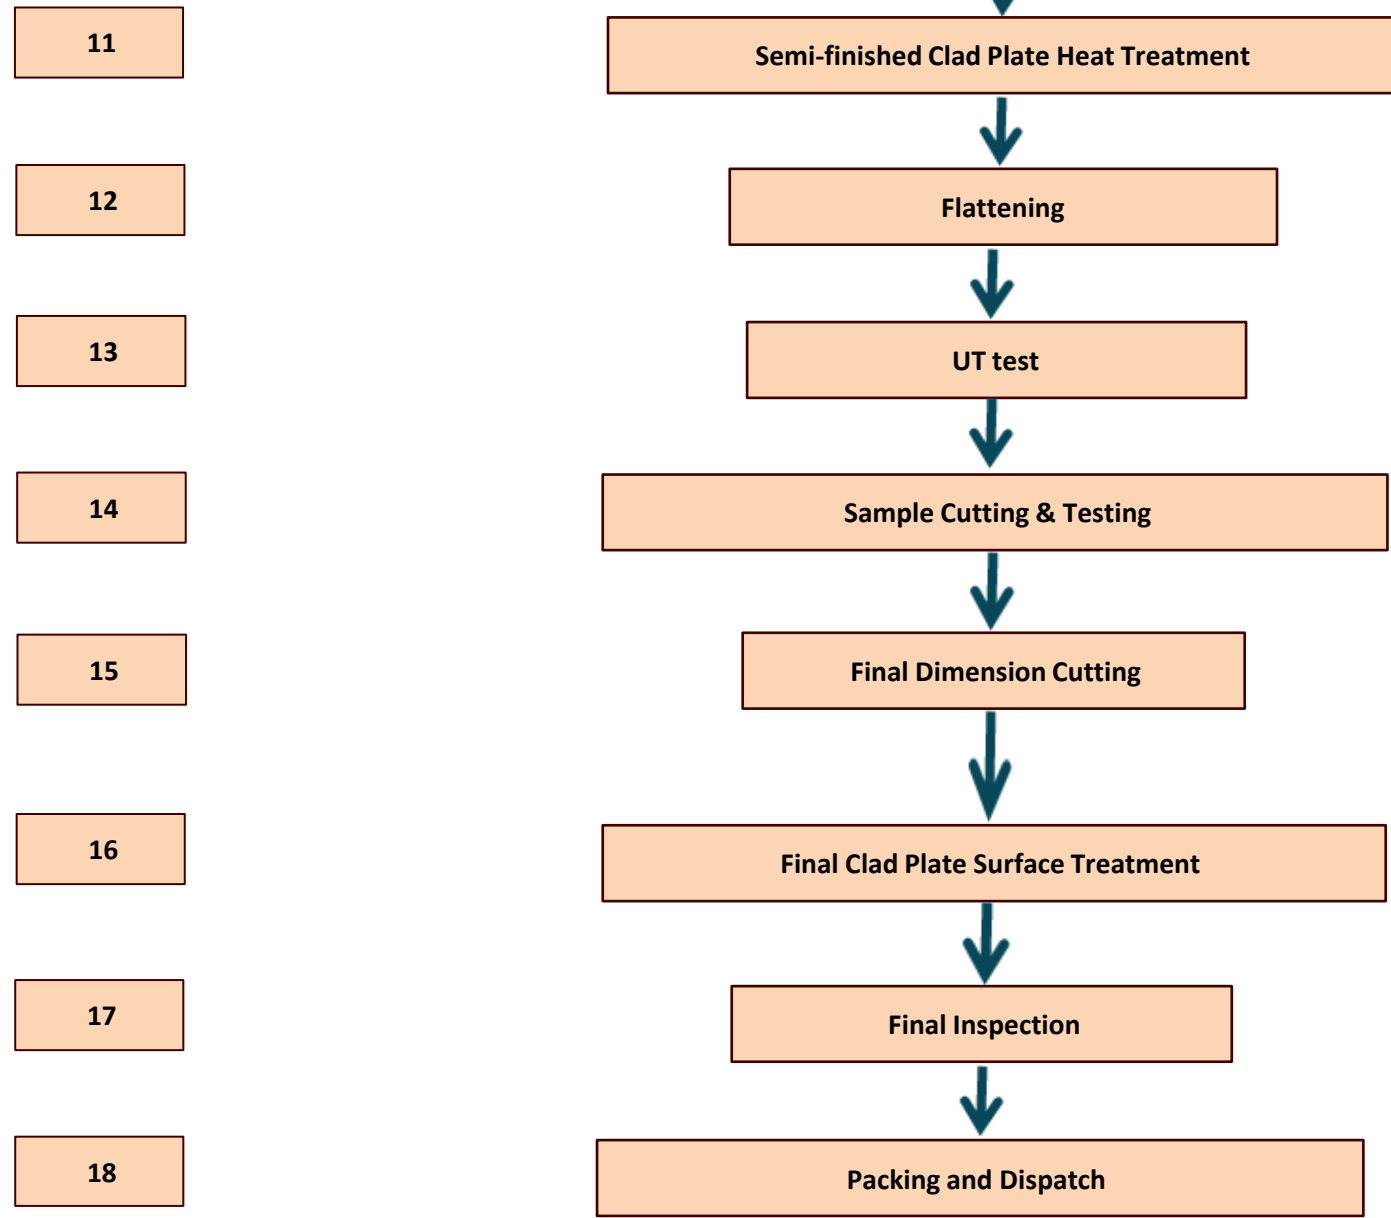 11
Semi-finished Clad Plate Heat Treatment
12
Flattening
13
UT test
14
Sample Cutting & Testing
15
Final Dimension Cutting
16
Final Clad Plate Surface Treatment
17
Final Inspection
18
Packing and Dispatch